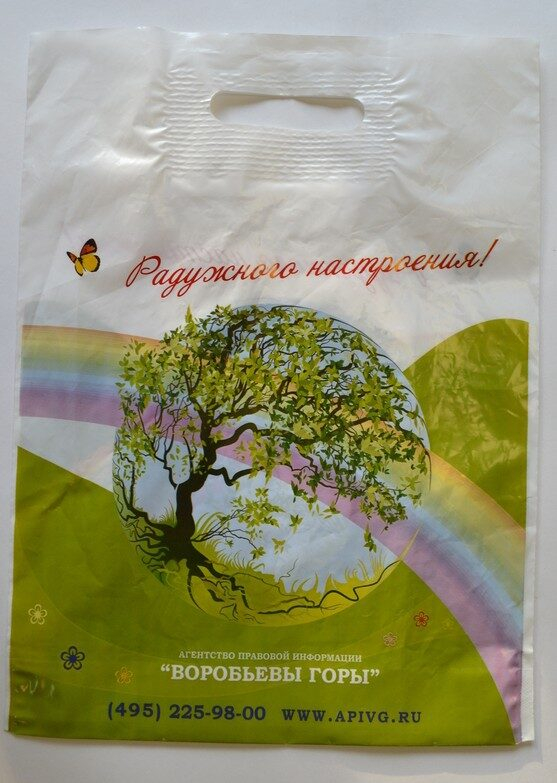 Радужного настроения!
АГЕНТСТВО ПРАВОВОЙ ИНФОРМАЦИИ
“ВОРОБЬЕВЫ ГОРЫ”
(495) 225-98-00 WWW.APIVG.RU